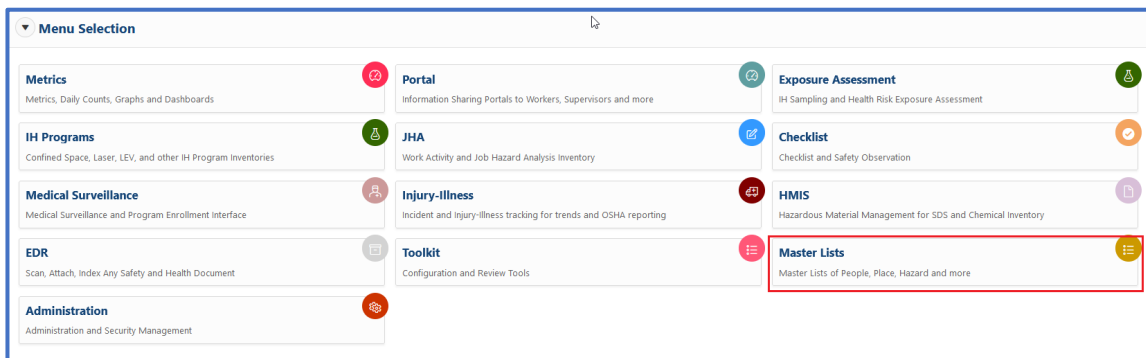 Menu Selection
Metrics
Metrics, Daily Counts, Graphs and Dashboards
Portal
Information Sharing Portals to Workers, Supervisors and more
Exposure Assessment
IH Sampling and Health Risk Exposure Assessment
IH Programs
Confined Space, Laser, LEV, and other IH Program Inventories
JHA
Work Activity and Job Hazard Analysis Inventory
Checklist
Checklist and Safety Observation
Medical Surveillance
Medical Surveillance and Program Enrollment Interface
Injury-Illness
Incident and Injury-Illness tracking for trends and OSHA reporting
HMIS
Hazardous Material Management for SDS and Chemical Inventory
EDR
Scan, Attach, Index Any Safety and Health Document
Toolkit
Configuration and Review Tools
Master Lists
Master Lists of People, Place, Hazard and more
Administration
Administration and Security Management